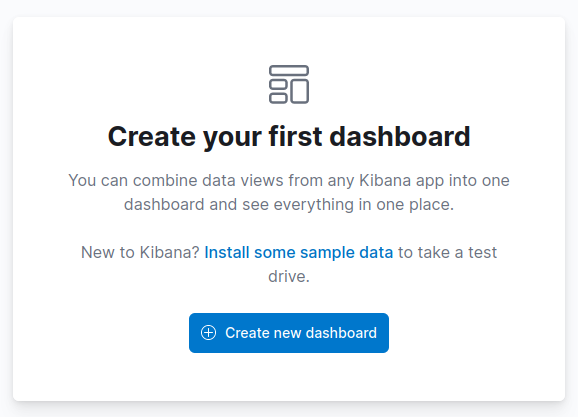 Create your first dashboard
You can combine data views from any Kibana app into one
dashboard and see everything in one place.
New to Kibana? Install some sample data to take a test
drive.
Create new dashboard